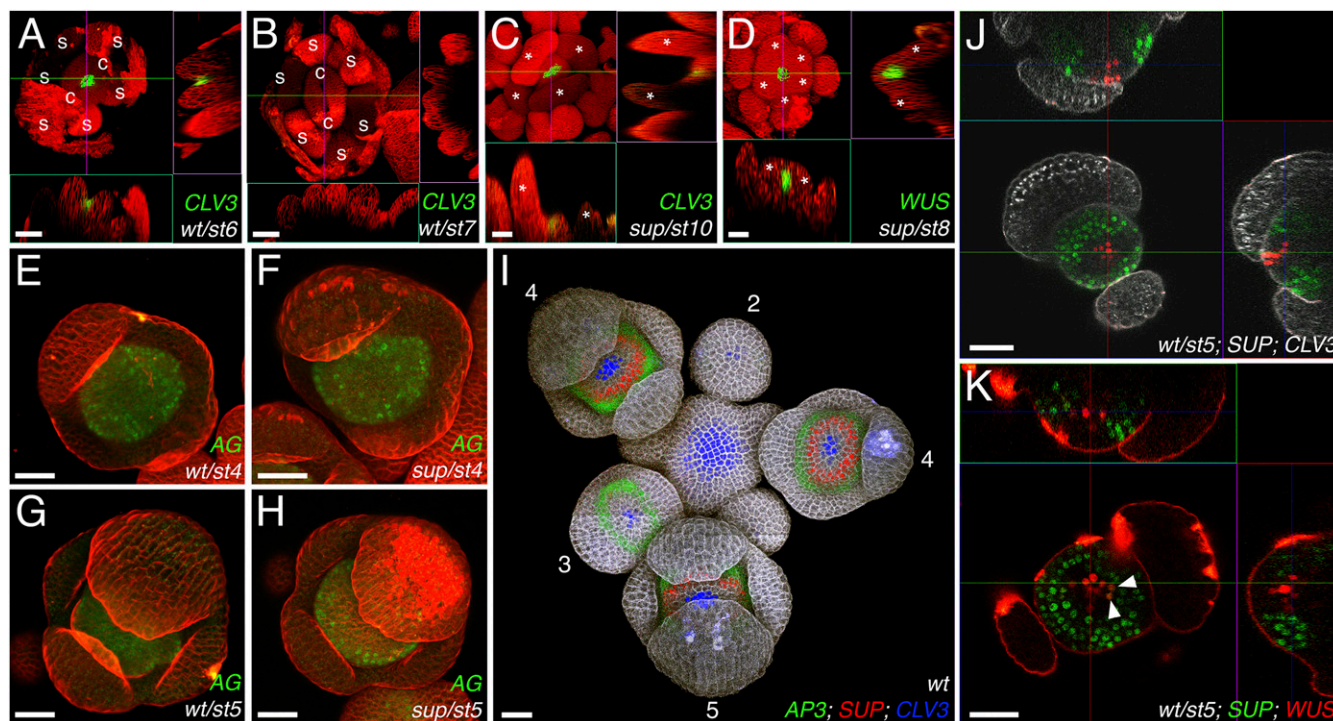 A
S
S
S
C
C
S
S
S
CLV3
wt/st6
B
S
S
C
S
C
S
S
CLV3
wt/st7
C
*
*
*
*
*
*
*
*
CLV3
sup/st10
D
*
*
*
*
*
*
*
*
*
WUS
sup/st8
E
AG
wt/st4
F
AG
sup/st4
G
AG
wt/st5
H
AG
sup/st5
I
4
2
4
3
5
wt
AP3; SUP; CLV3
J
wt/st5; SUP; CLV3
K
wt/st5; SUP; WUS